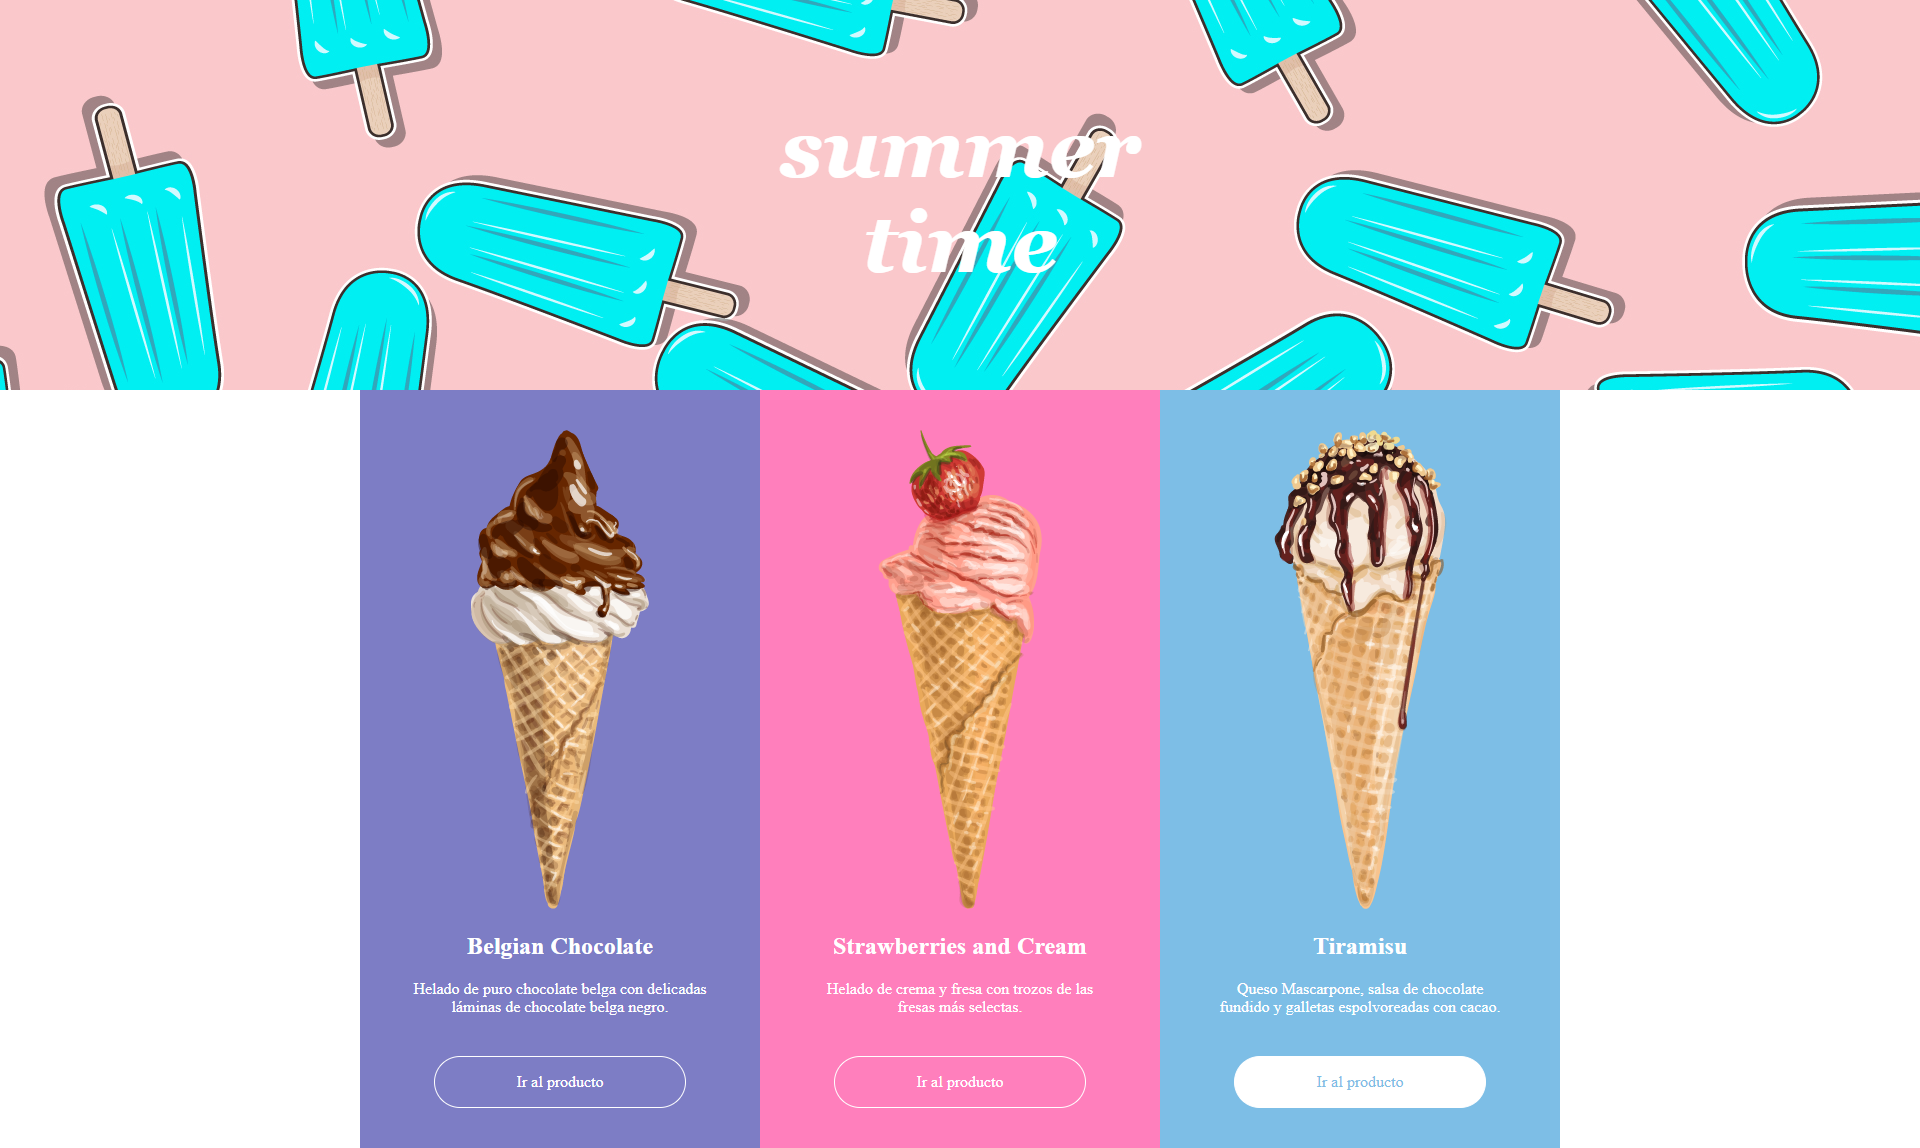 summer
time
Belgian Chocolate
Helado de puro chocolate belga con delicadas
láminas de chocolate belga negro.
Ir al producto
Strawberries and Cream
Helado de crema y fresa con trozos de las
fresas más selectas.
Ir al producto
Tiramisu
Queso Mascarpone, salsa de chocolate
fundido y galletas espolvoreadas con cacao.
Ir al producto